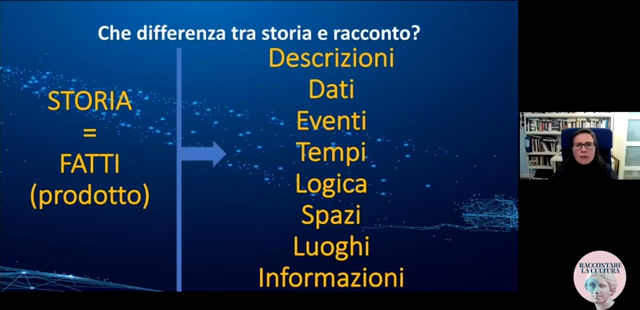 Che differenza tra storia e racconto?
STORIA
=
FATTI
(prodotto)
Descrizioni
Dati
Eventi
Tempi
Logica
Spazi
Luoghi
Informazioni
RACCONTARE
LA CULTURA